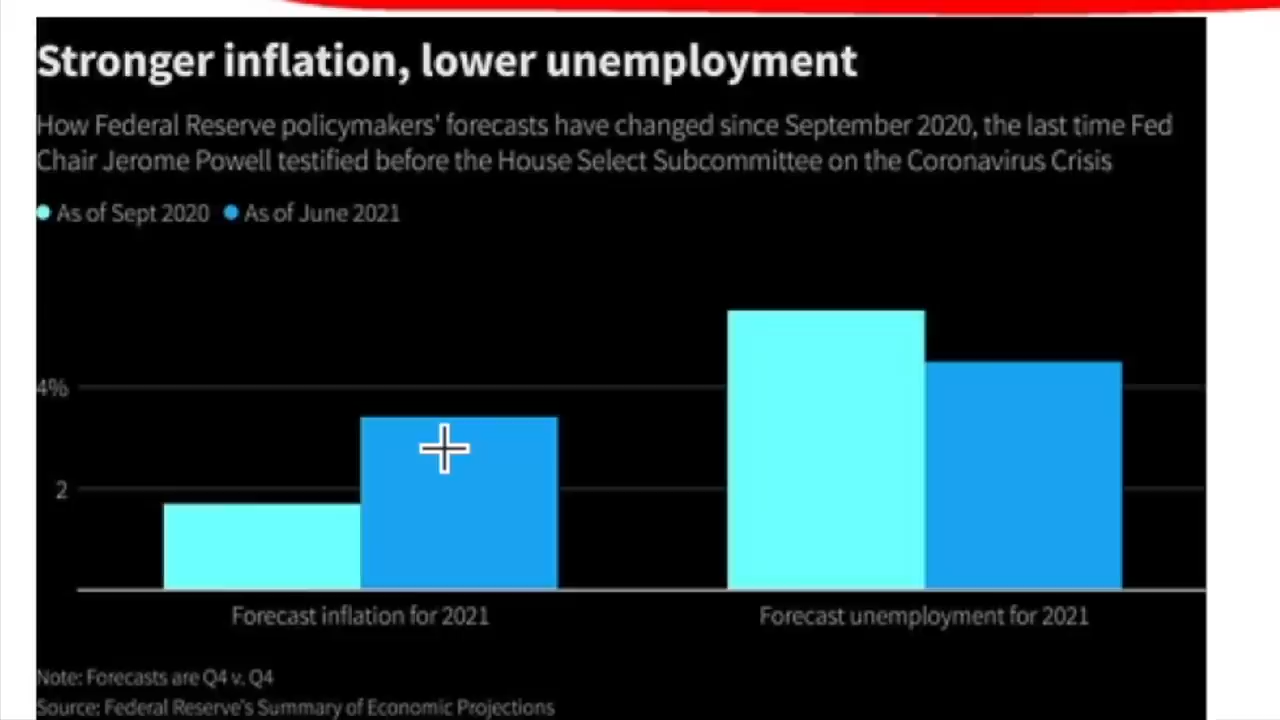 Stronger inflation, lower unemployment
How Federal Reserve policymakers' forecasts have changed since September 2020, the last time Fed
Chair Jerome Powell testified before the House Select Subcommittee on the Coronavirus Crisis
As of Sept 2020 As of June 2021
4%
2
Forecast inflation for 2021 Forecast unemployment for 2021
Note: Forecasts are Q4 v. Q4
Source: Federal Reserve's Summary of Economic Projections